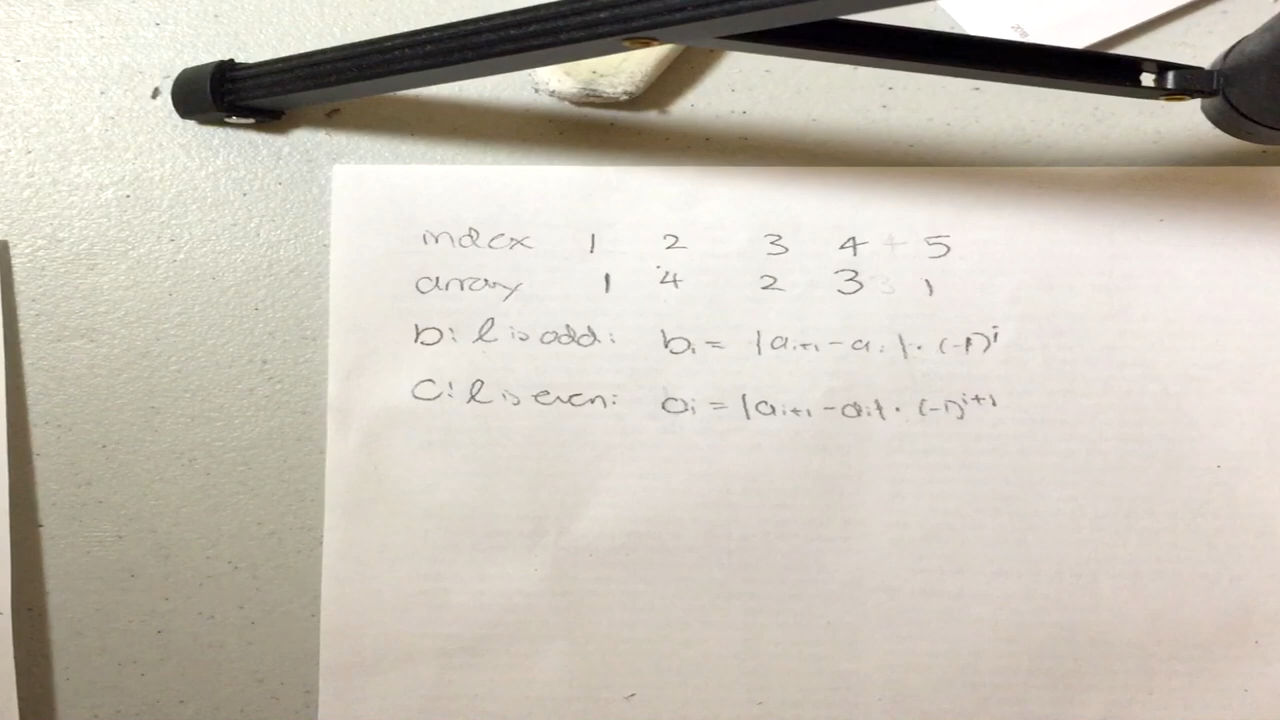 index 1 2 3 4 5
array 1 4 2 3 1
b: l is odd: bi = |ai+1 - ai| · (-1)^i
c: l is even: ci = |ai+1 - ai| · (-1)^i+1